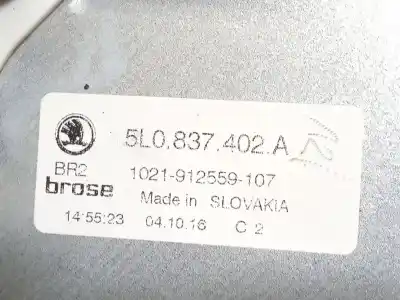 5L0.837.402.A
BR2 1021-912559-107
brose Made in SLOVAKIA
14:55:23 04.10.16 C 2